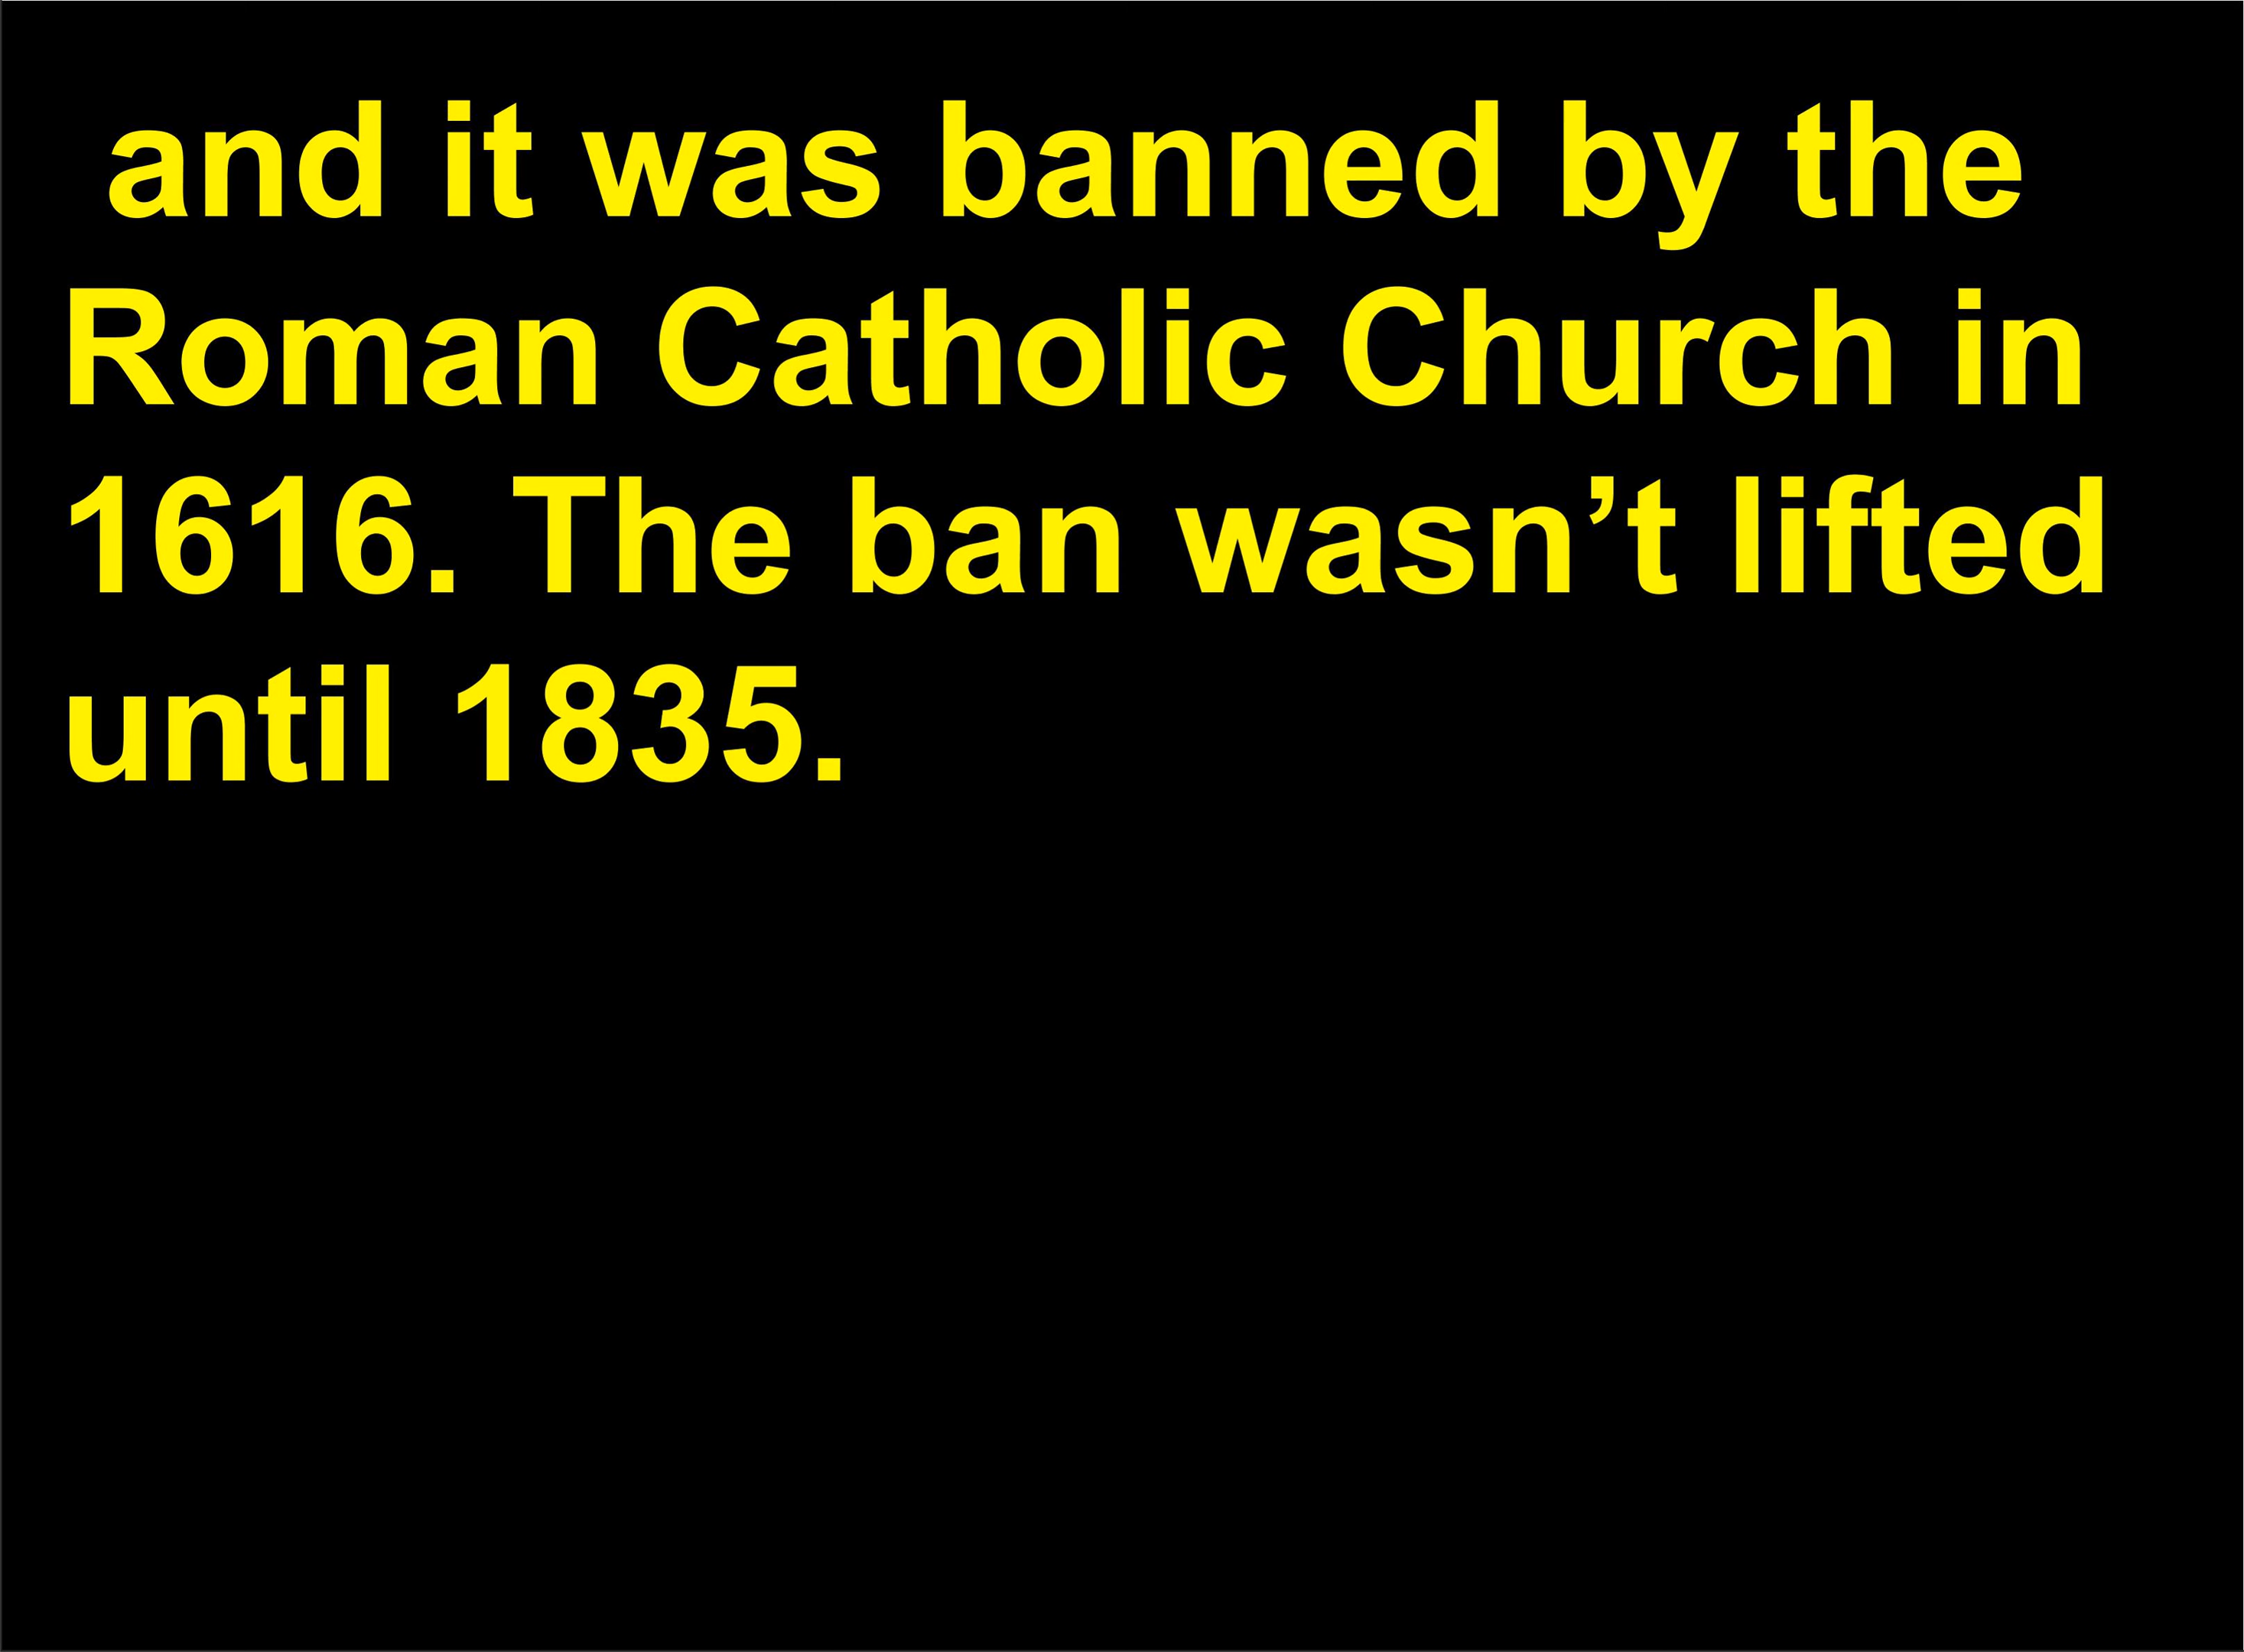 and it was banned by the
Roman Catholic Church in
1616. The ban wasn’t lifted
until 1835.